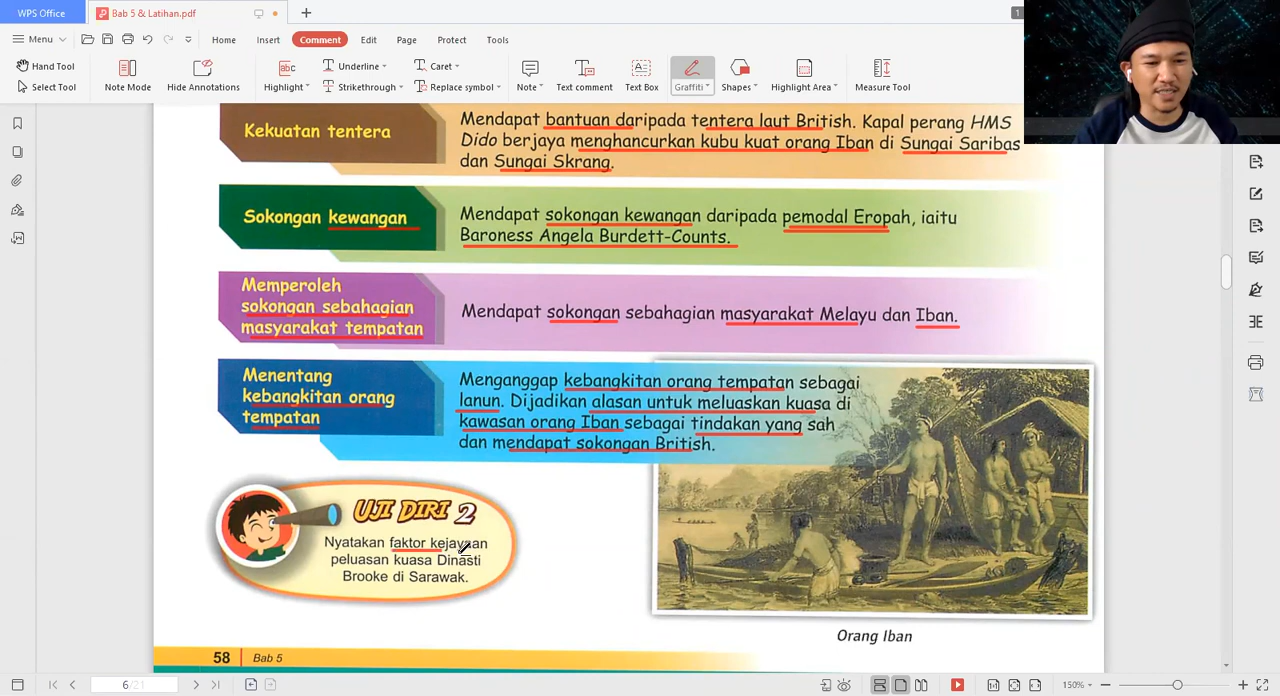 WPS Office
Bab 5 & Latihan.pdf
1
Menu
Home
Insert
Comment
Edit
Page
Protect
Tools
Hand Tool
Select Tool
Note Mode
Hide Annotations
abc
Highlight
Underline
Strikethrough
Caret
Replace symbol
Note
Text comment
Text Box
Graffiti
Shapes
Highlight Area
Measure Tool
Kekuatan tentera
Mendapat bantuan daripada tentera laut British. Kapal perang HMS
Dido berjaya menghancurkan kubu kuat orang Iban di Sungai Saribas
dan Sungai Skrang.
Sokongan kewangan
Mendapat sokongan kewangan daripada pemodal Eropah, iaitu
Baroness Angela Burdett-Counts.
Memperoleh
sokongan sebahagian
masyarakat tempatan
Mendapat sokongan sebahagian masyarakat Melayu dan Iban.
Menentang
kebangkitan orang
tempatan
Menganggap kebangkitan orang tempatan sebagai
lanun. Dijadikan alasan untuk meluaskan kuasa di
kawasan orang Iban sebagai tindakan yang sah
dan mendapat sokongan British.
UJI DIRI 2
Nyatakan faktor kejayaan
peluasan kuasa Dinasti
Brooke di Sarawak.
Orang Iban
58
Bab 5
6/21
150%